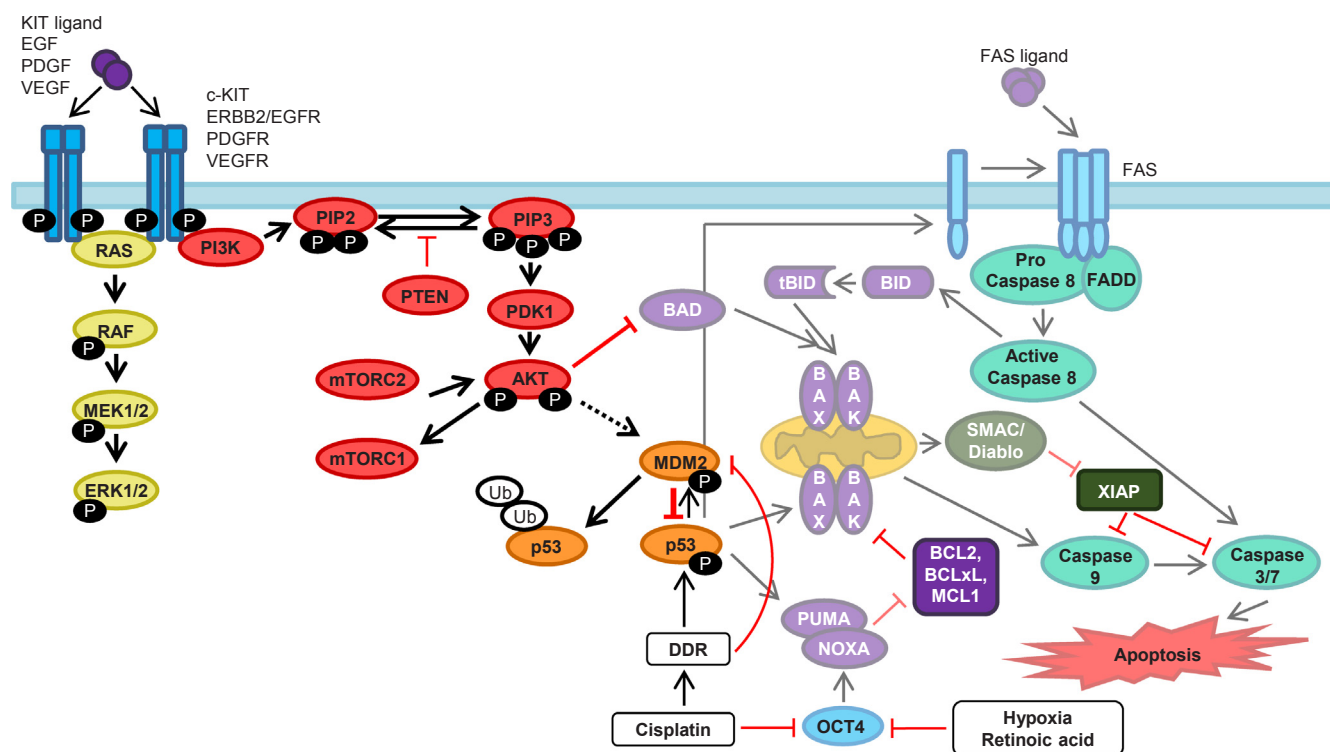 KIT ligand
EGF
PDGF
VEGF
c-KIT
ERBB2/EGFR
PDGFR
VEGFR
FAS ligand
FAS
P
P
P
P
RAS
PI3K
PIP2
P
P
PIP3
P
P
P
PTEN
PDK1
RAF
P
MEK1/2
P
ERK1/2
P
mTORC2
AKT
P
P
mTORC1
BAD
tBID
BID
Pro
Caspase 8
FADD
Active
Caspase 8
B
A
X
B
A
K
B
A
X
B
A
K
SMAC/
Diablo
XIAP
MDM2
P
Ub
Ub
p53
p53
P
BCL2,
BCLxL,
MCL1
Caspase
9
Caspase
3/7
PUMA
NOXA
DDR
Apoptosis
Cisplatin
OCT4
Hypoxia
Retinoic acid